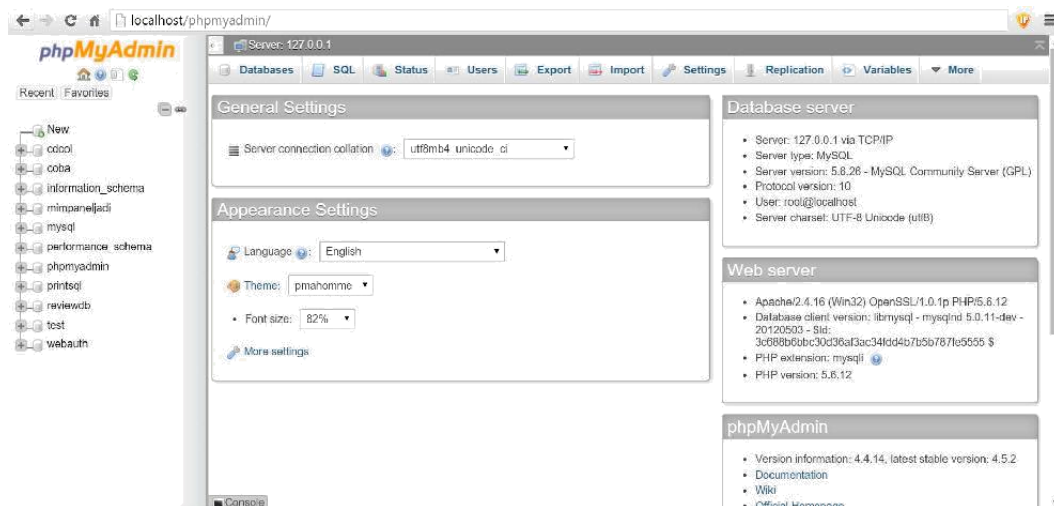 localhost/phpmyadmin/
phpMyAdmin
Recent Favorites
New
cdcol
coba
information_schema
mimpaneljadi
mysql
performance_schema
phpmyadmin
printsql
reviewdb
test
webauth
Server: 127.0.0.1
Databases SQL Status Users Export Import Settings Replication Variables More
General Settings
Server connection collation : utf8mb4_unicode_ci
Appearance Settings
Language : English
Theme: pmahomme
Font size: 82%
More settings
Console
Database server
Server: 127.0.0.1 via TCP/IP
Server type: MySQL
Server version: 5.6.26 - MySQL Community Server (GPL)
Protocol version: 10
User: root@localhost
Server charset: UTF-8 Unicode (utf8)
Web server
Apache/2.4.16 (Win32) OpenSSL/1.0.1p PHP/5.6.12
Database client version: libmysql - mysqlnd 5.0.11-dev -
20120503 - $Id:
$
PHP extension: mysqli
PHP version: 5.6.12
phpMyAdmin
Version information: 4.4.14, latest stable version: 4.5.2
Documentation
Wiki
Official Homepage